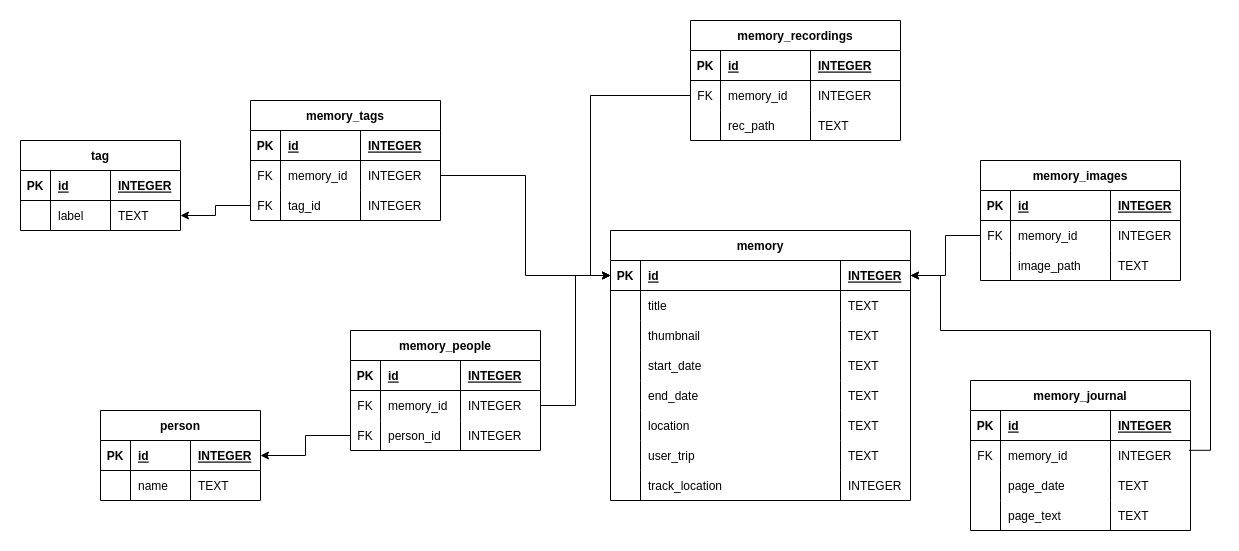 memory_recordings
PK id INTEGER
FK memory_id INTEGER
rec_path TEXT
memory_tags
PK id INTEGER
FK memory_id INTEGER
FK tag_id INTEGER
tag
PK id INTEGER
label TEXT
memory_images
PK id INTEGER
FK memory_id INTEGER
image_path TEXT
memory
PK id INTEGER
title TEXT
thumbnail TEXT
start_date TEXT
end_date TEXT
location TEXT
user_trip TEXT
track_location INTEGER
memory_people
PK id INTEGER
FK memory_id INTEGER
FK person_id INTEGER
person
PK id INTEGER
name TEXT
memory_journal
PK id INTEGER
FK memory_id INTEGER
page_date TEXT
page_text TEXT